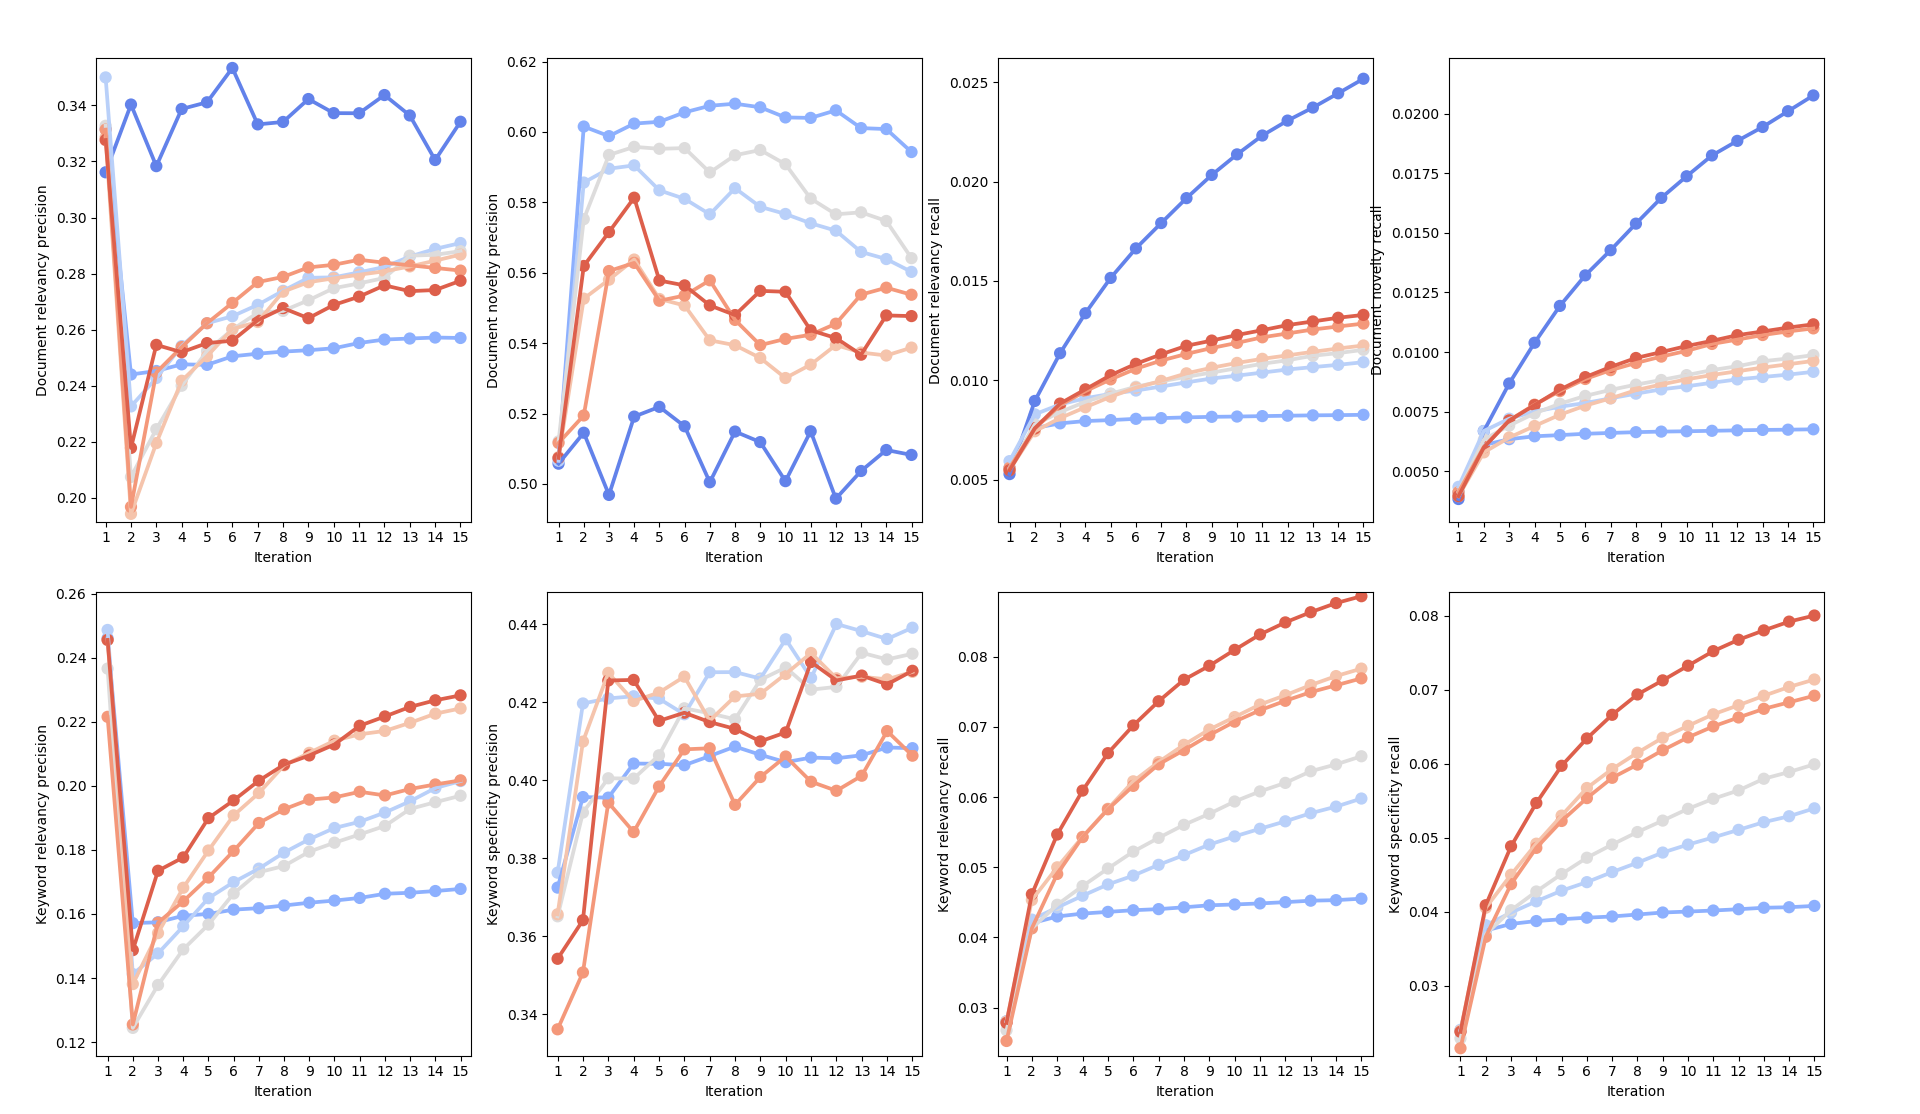 Document relevancy precision
0.34
0.32
0.30
0.28
0.26
0.24
0.22
0.20
1 2 3 4 5 6 7 8 9 10 11 12 13 14 15
Iteration
Document novelty precision
0.62
0.60
0.58
0.56
0.54
0.52
0.50
1 2 3 4 5 6 7 8 9 10 11 12 13 14 15
Iteration
Document relevancy recall
0.025
0.020
0.015
0.010
0.005
1 2 3 4 5 6 7 8 9 10 11 12 13 14 15
Iteration
Document novelty recall
0.0200
0.0175
0.0150
0.0125
0.0100
0.0075
0.0050
1 2 3 4 5 6 7 8 9 10 11 12 13 14 15
Iteration
Keyword relevancy precision
0.26
0.24
0.22
0.20
0.18
0.16
0.14
0.12
1 2 3 4 5 6 7 8 9 10 11 12 13 14 15
Iteration
Keyword specificity precision
0.44
0.42
0.40
0.38
0.36
0.34
1 2 3 4 5 6 7 8 9 10 11 12 13 14 15
Iteration
Keyword relevancy recall
0.08
0.07
0.06
0.05
0.04
0.03
1 2 3 4 5 6 7 8 9 10 11 12 13 14 15
Iteration
Keyword specificity recall
0.08
0.07
0.06
0.05
0.04
0.03
1 2 3 4 5 6 7 8 9 10 11 12 13 14 15
Iteration